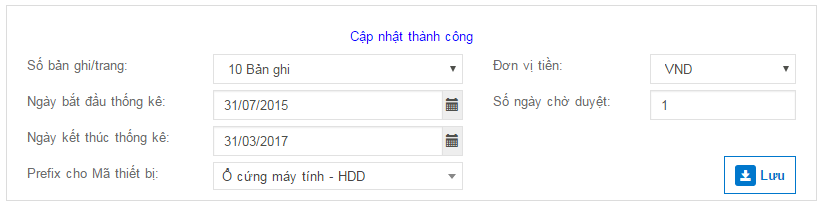 Cập nhật thành công
Số bản ghi/trang: 10 Bản ghi Đơn vị tiền: VND
Ngày bắt đầu thống kê: 31/07/2015 Số ngày chờ duyệt: 1
Ngày kết thúc thống kê: 31/03/2017
Prefix cho Mã thiết bị: Ổ cứng máy tính - HDD Lưu